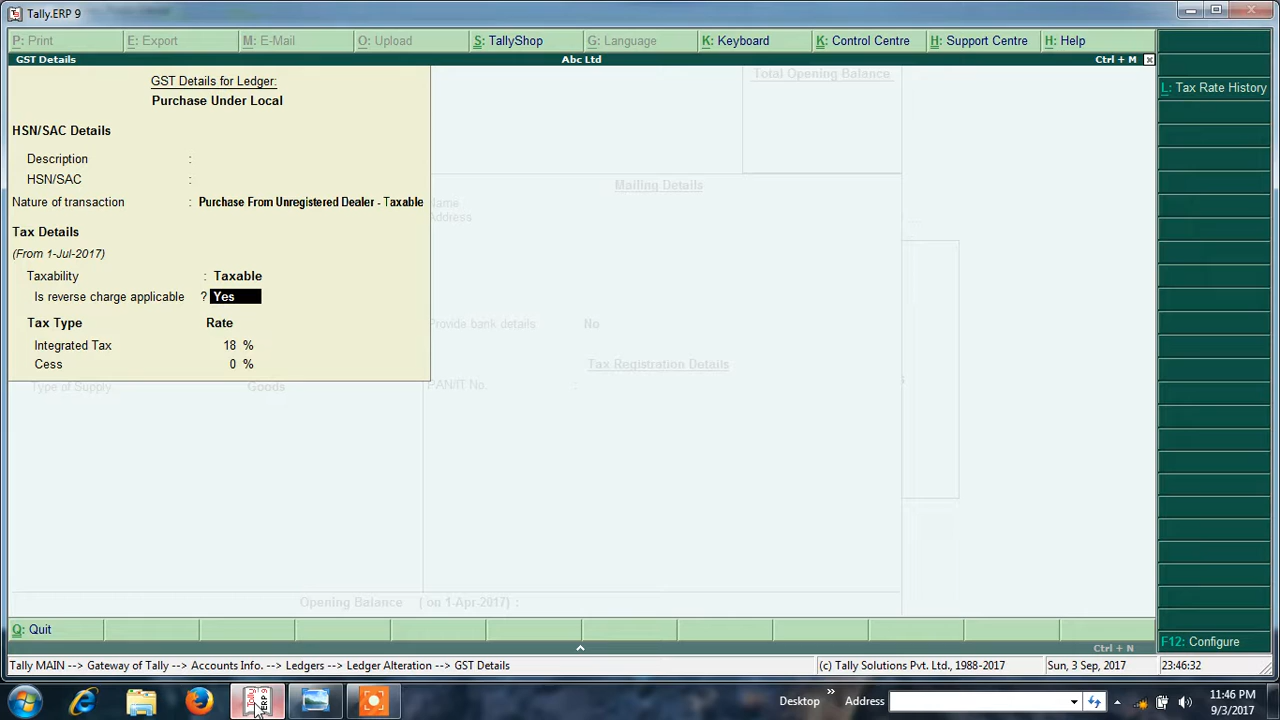 Tally.ERP 9
P: Print
E: Export
M: E-Mail
O: Upload
S: TallyShop
G: Language
K: Keyboard
K: Control Centre
H: Support Centre
H: Help
GST Details
Abc Ltd
Ctrl + M
GST Details for Ledger:
Purchase Under Local
HSN/SAC Details
Description :
HSN/SAC :
Nature of transaction : Purchase From Unregistered Dealer - Taxable
Tax Details
(From 1-Jul-2017)
Taxability : Taxable
Is reverse charge applicable ? Yes
Tax Type Rate
Integrated Tax 18 %
Cess 0 %
Type of Supply Goods
Total Opening Balance
Mailing Details
Address
Provide bank details No
Tax Registration Details
PAN/IT No. :
Opening Balance ( on 1-Apr-2017) :
L: Tax Rate History
F12: Configure
Q: Quit
Ctrl + N
Tally MAIN --> Gateway of Tally --> Accounts Info. --> Ledgers --> Ledger Alteration --> GST Details
(c) Tally Solutions Pvt. Ltd., 1988-2017
Sun, 3 Sep, 2017
23:46:32
Tally ERP 9
Desktop
Address
11:46 PM
9/3/2017